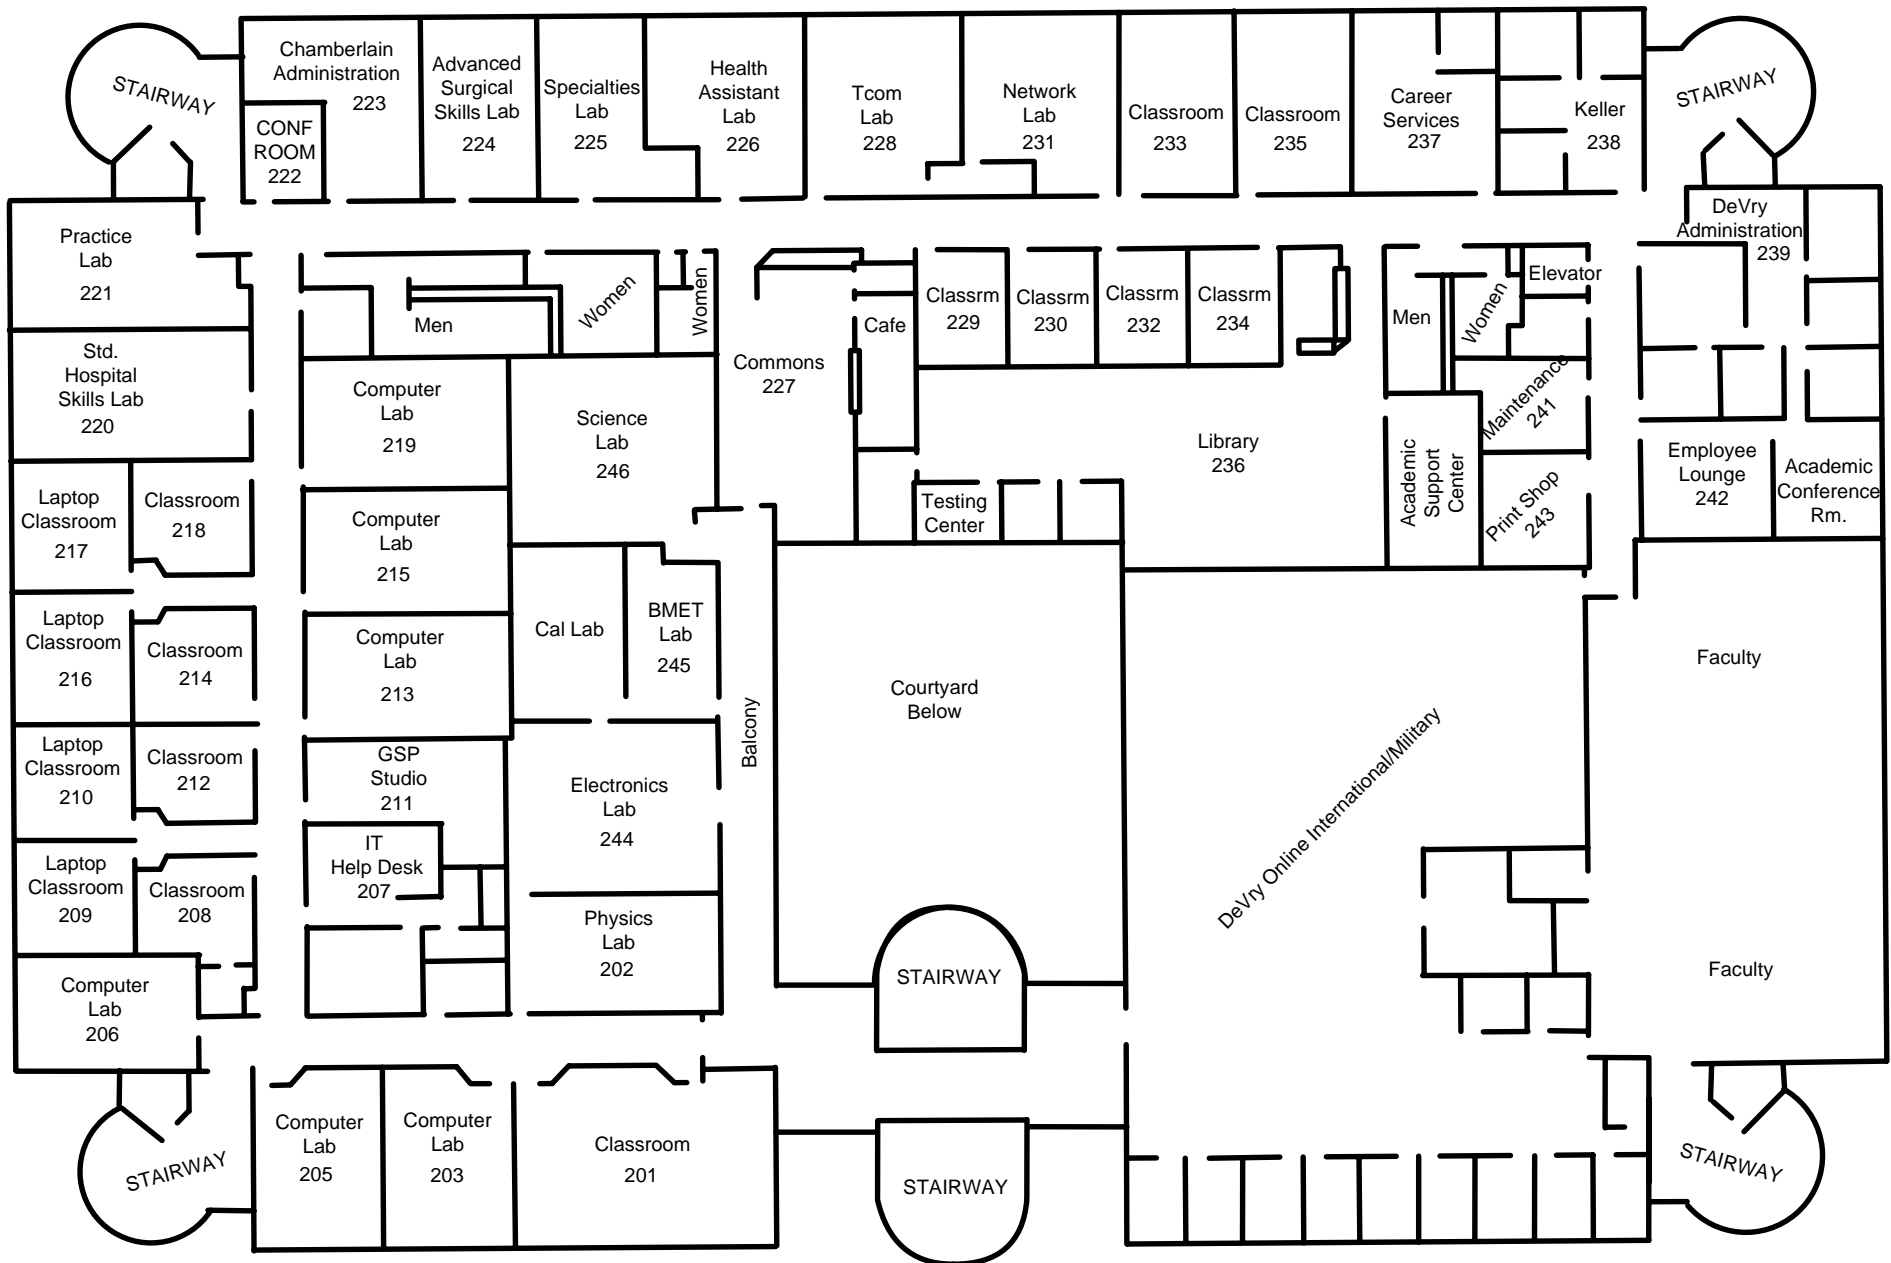 STAIRWAY
Chamberlain
Administration
223
CONF
ROOM
222
Advanced
Surgical
Skills Lab
224
Specialties
Lab
225
Health
Assistant
Lab
226
Tcom
Lab
228
Network
Lab
231
Classroom
233
Classroom
235
Career
Services
237
Keller
238
STAIRWAY
Practice
Lab
221
Std.
Hospital
Skills Lab
220
Men
Women
Women
Commons
227
Cafe
Classrm
229
Classrm
230
Classrm
232
Classrm
234
Men
Women
Elevator
DeVry
Administration
239
Computer
Lab
219
Science
Lab
246
Library
236
Academic
Support
Center
Maintenance
241
Print Shop
243
Employee
Lounge
242
Academic
Conference
Rm.
Laptop
Classroom
217
Classroom
218
Computer
Lab
215
Testing
Center
Laptop
Classroom
216
Classroom
214
Computer
Lab
213
Cal Lab
BMET
Lab
245
Balcony
Courtyard
Below
DeVry Online International/Military
Faculty
Laptop
Classroom
210
Classroom
212
GSP
Studio
211
Electronics
Lab
244
IT
Help Desk
207
Laptop
Classroom
209
Classroom
208
Physics
Lab
202
STAIRWAY
Faculty
Computer
Lab
206
STAIRWAY
Computer
Lab
205
Computer
Lab
203
Classroom
201
STAIRWAY
STAIRWAY